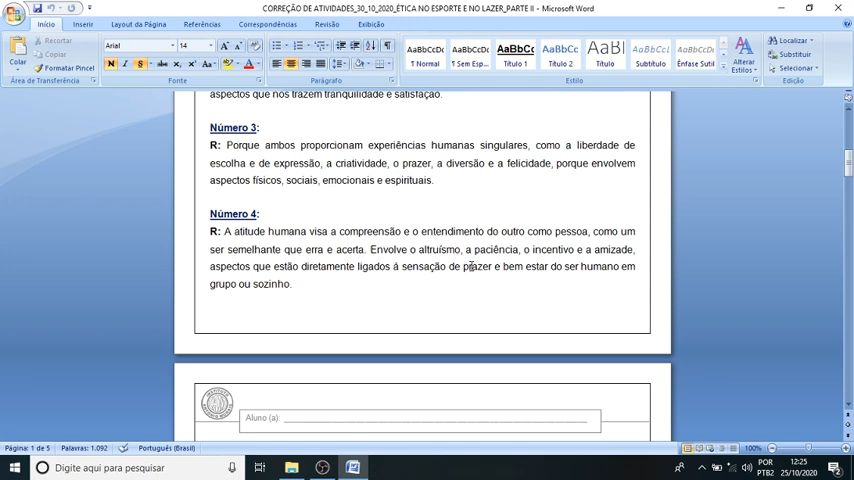 CORREÇÃO DE ATIVIDADES_30_10_2020_ÉTICA NO ESPORTE E NO LAZER_PARTE II - Microsoft Word
Início Inserir Layout da Página Referências Correspondências Revisão Exibição
Colar
Recortar
Copiar
Formatar Pincel
Área de Transferência
Arial 14
N I S abc x₂ x² Aa
Fonte
Parágrafo
AaBbCcDc AaBbCcDc AaBbCc AaBbCc AaBl AaBbCcL AaBbCcDc
¶ Normal ¶ Sem Esp... Título 1 Título 2 Título Subtítulo Ênfase Sutil
Alterar Estilos
Estilo
Localizar
Substituir
Selecionar
Edição
aspectos que nos trazem tranquilidade e satisfação.
Número 3:
R: Porque ambos proporcionam experiências humanas singulares, como a liberdade de
escolha e de expressão, a criatividade, o prazer, a diversão e a felicidade, porque envolvem
aspectos físicos, sociais, emocionais e espirituais.
Número 4:
R: A atitude humana visa a compreensão e o entendimento do outro como pessoa, como um
ser semelhante que erra e acerta. Envolve o altruísmo, a paciência, o incentivo e a amizade,
aspectos que estão diretamente ligados à sensação de prazer e bem estar do ser humano em
grupo ou sozinho.
Aluno (a):
Página: 1 de 5 Palavras: 1.092 Português (Brasil) 100%
Digite aqui para pesquisar
POR 12:25
PTB2 25/10/2020
2